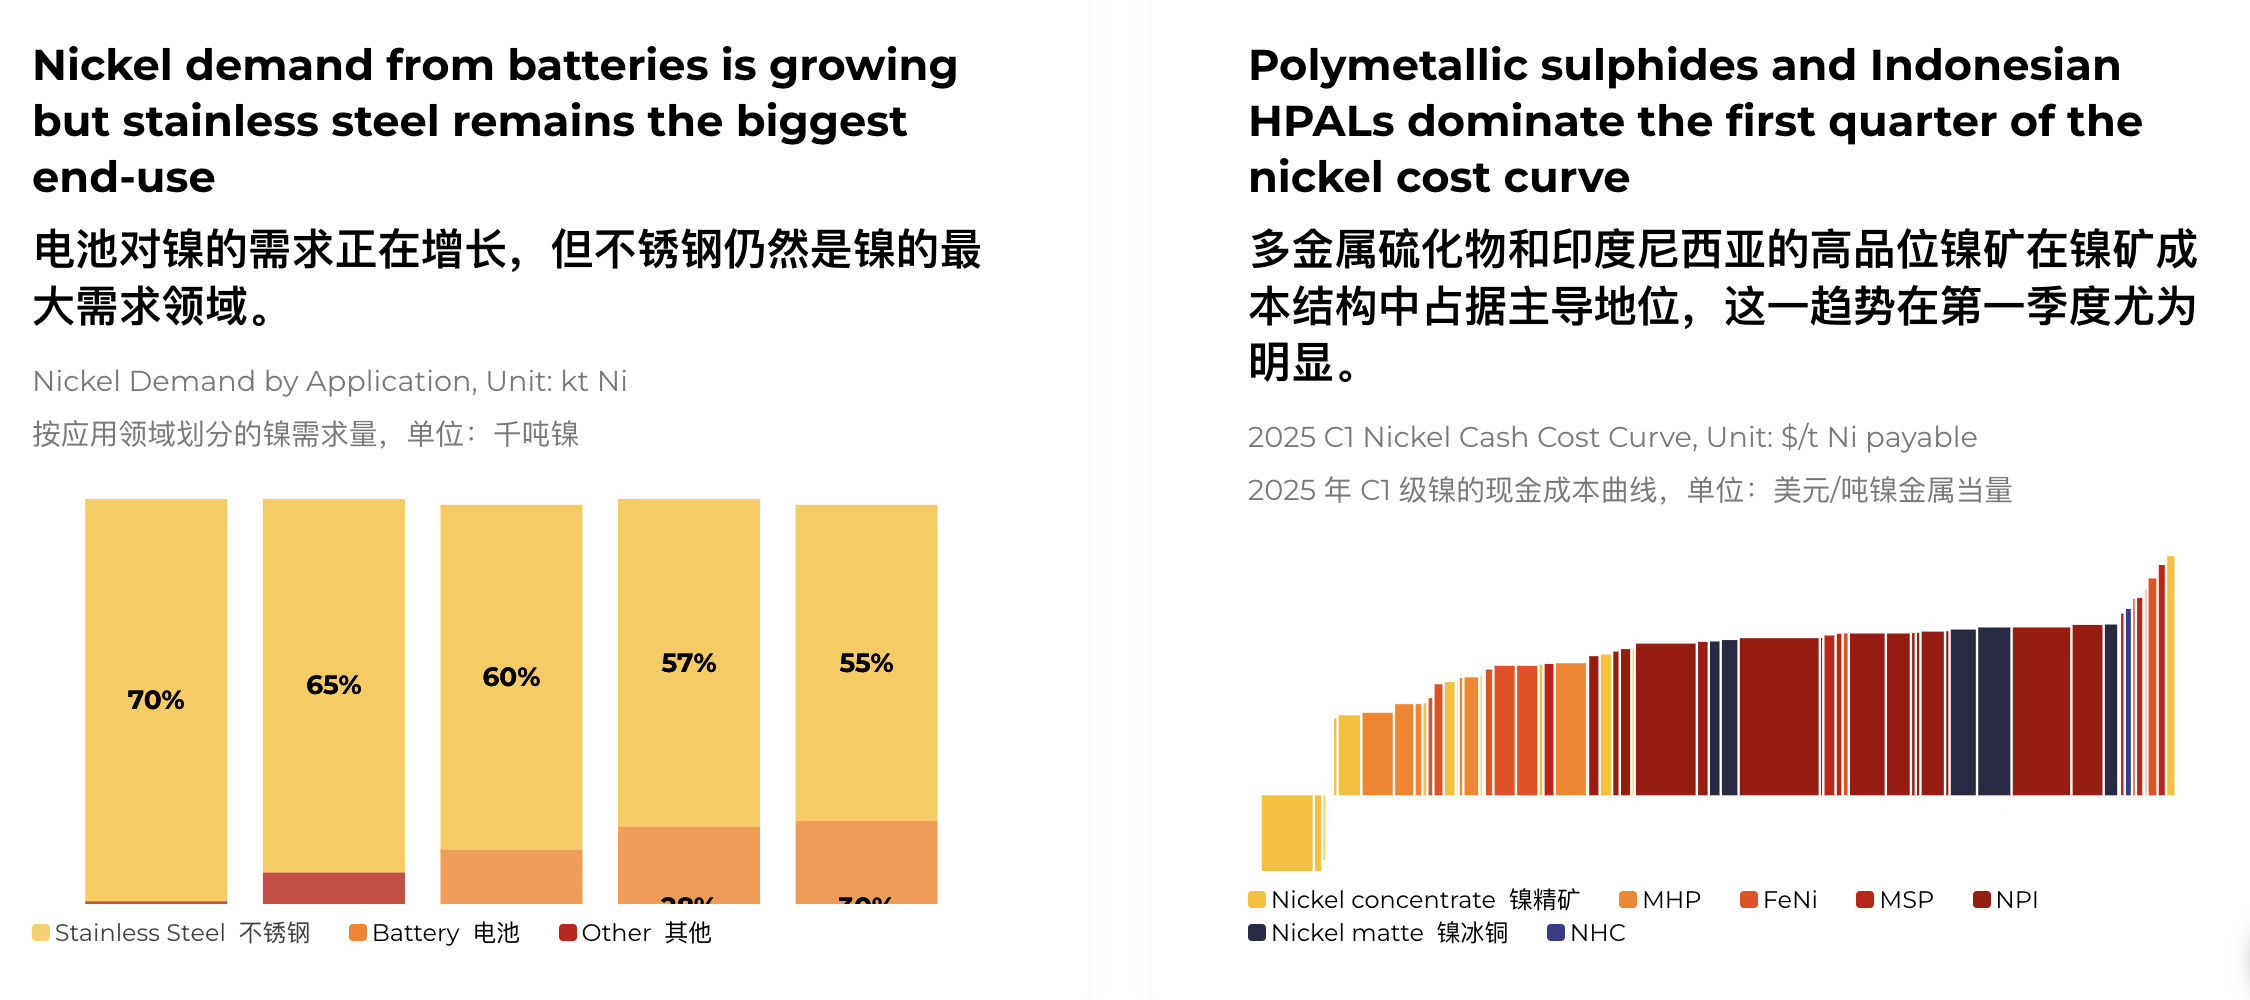 Nickel demand from batteries is growing
but stainless steel remains the biggest
end-use
电池对镍的需求正在增长，但不锈钢仍然是镍的最
大需求领域。
Nickel Demand by Application, Unit: kt Ni
按应用领域划分的镍需求量，单位：千吨镍
70%
65%
60%
57%
55%
28%
30%
Stainless Steel 不锈钢
Battery 电池
Other 其他
Polymetallic sulphides and Indonesian
HPALs dominate the first quarter of the
nickel cost curve
多金属硫化物和印度尼西亚的高品位镍矿在镍矿成
本结构中占据主导地位，这一趋势在第一季度尤为
明显。
2025 C1 Nickel Cash Cost Curve, Unit: $/t Ni payable
2025 年 C1 级镍的现金成本曲线，单位：美元/吨镍金属当量
Nickel concentrate 镍精矿
MHP
FeNi
MSP
NPI
Nickel matte 镍冰铜
NHC